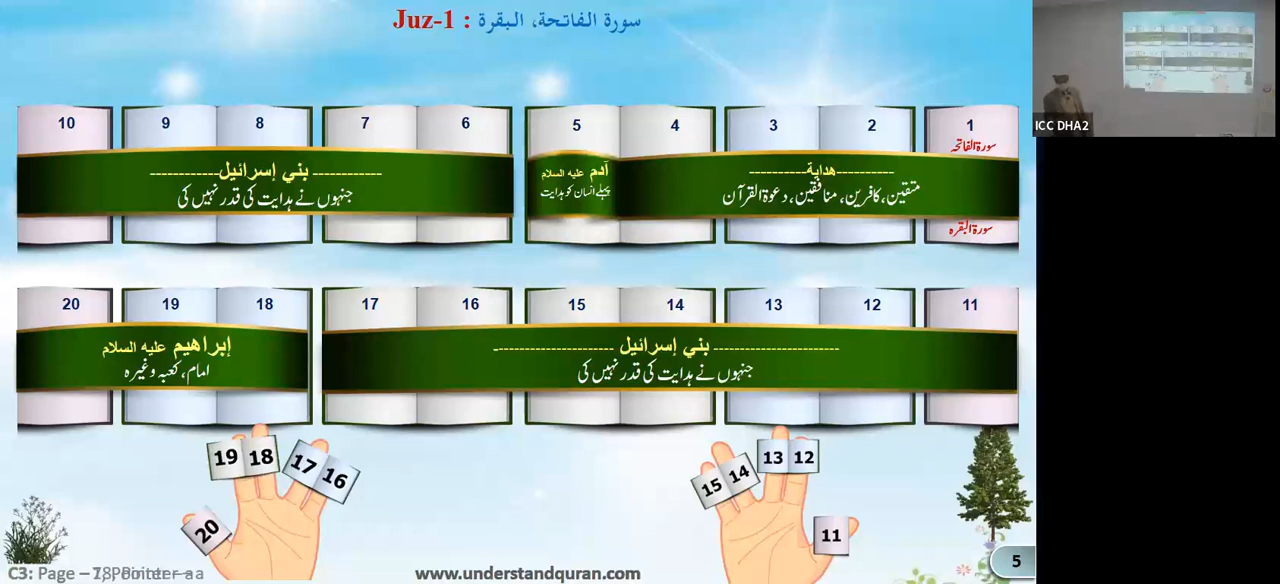 Juz-1 : سورة الفاتحة، البقرة
1 2 3 4 5 6 7 8 9 10
سورۃ الفاتحہ
----------هداية----------
متقین، کافرین، منافقین، دعوۃ القرآن
سورۃ البقرہ
آدم عليه السلام
پہلے انسان کو ہدایت
------------ بني إسرائيل ------------
جنہوں نے ہدایت کی قدر نہیں کی
11 12 13 14 15 16 17 18 19 20
---------------------- بني إسرائيل ----------------------
جنہوں نے ہدایت کی قدر نہیں کی
إبراهيم عليه السلام
امام، کعبہ وغیرہ
11
12 13
14 15
16 17
18 19
20
C3: Page –
www.understandquran.com
5
ICC DHA2